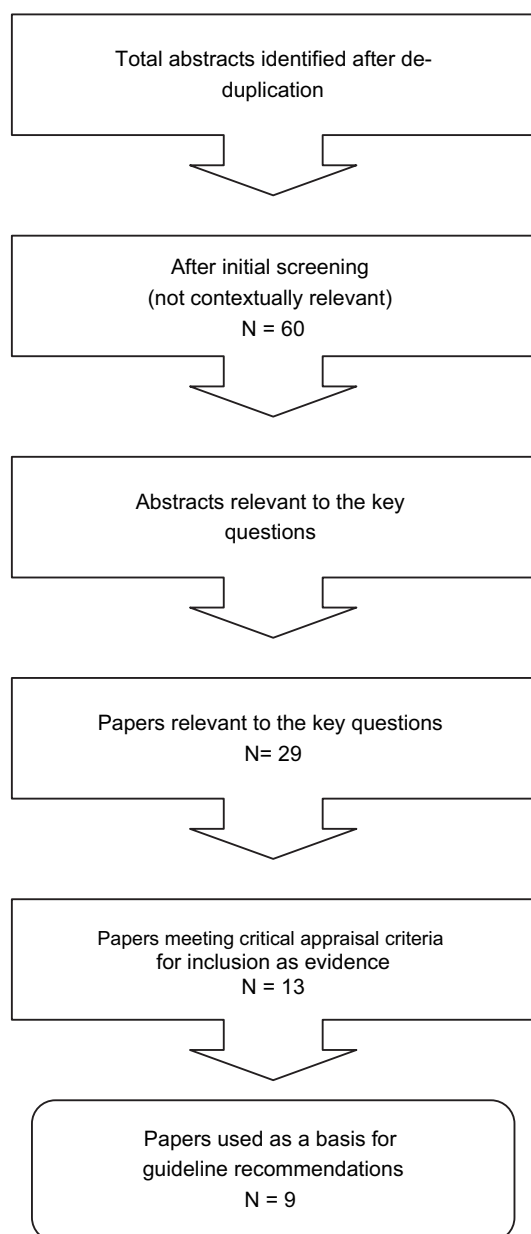 Total abstracts identified after de-
duplication
After initial screening
(not contextually relevant)
N = 60
Abstracts relevant to the key
questions
Papers relevant to the key questions
N= 29
Papers meeting critical appraisal criteria
for inclusion as evidence
N = 13
Papers used as a basis for
guideline recommendations
N = 9